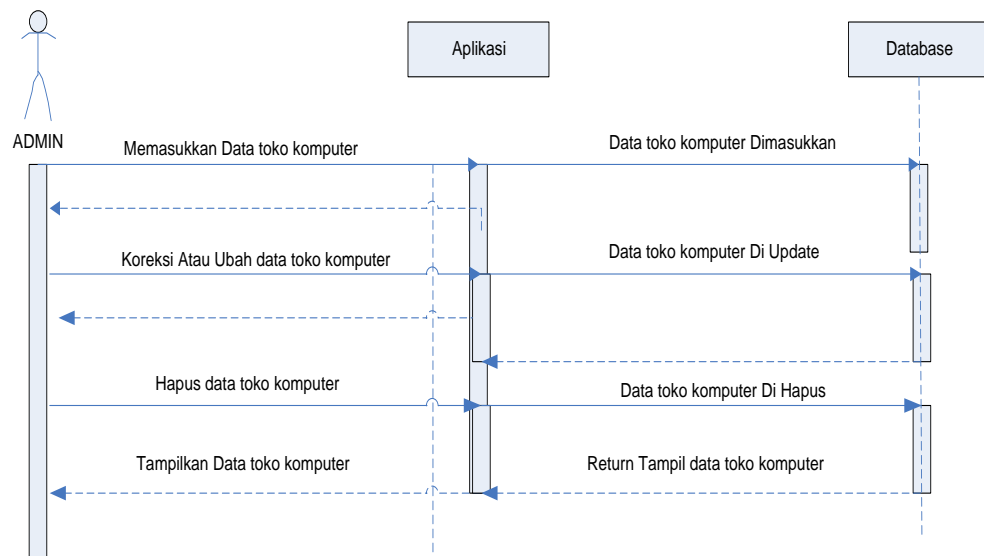 Aplikasi
Database
ADMIN
Memasukkan Data toko komputer
Data toko komputer Dimasukkan
Koreksi Atau Ubah data toko komputer
Data toko komputer Di Update
Hapus data toko komputer
Data toko komputer Di Hapus
Tampilkan Data toko komputer
Return Tampil data toko komputer